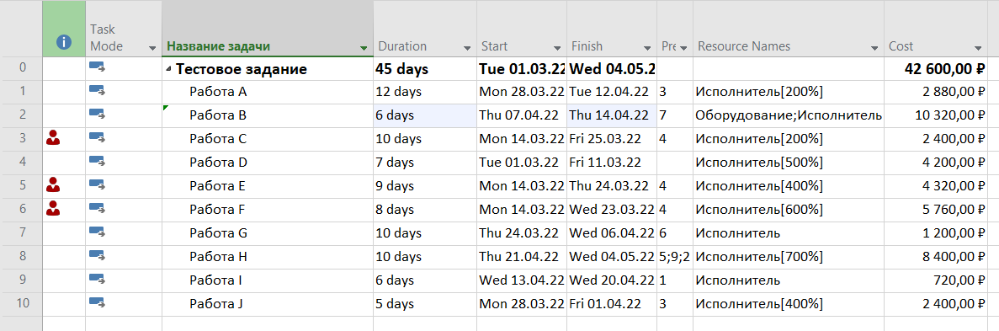 Task Mode Название задачи Duration Start Finish Pre Resource Names Cost
0 Тестовое задание 45 days Tue 01.03.22 Wed 04.05.2 42 600,00 ₽
1 Работа A 12 days Mon 28.03.22 Tue 12.04.22 3 Исполнитель[200%] 2 880,00 ₽
2 Работа B 6 days Thu 07.04.22 Thu 14.04.22 7 Оборудование;Исполнитель 10 320,00 ₽
3 Работа C 10 days Mon 14.03.22 Fri 25.03.22 4 Исполнитель[200%] 2 400,00 ₽
4 Работа D 7 days Tue 01.03.22 Fri 11.03.22 Исполнитель[500%] 4 200,00 ₽
5 Работа E 9 days Mon 14.03.22 Thu 24.03.22 4 Исполнитель[400%] 4 320,00 ₽
6 Работа F 8 days Mon 14.03.22 Wed 23.03.22 4 Исполнитель[600%] 5 760,00 ₽
7 Работа G 10 days Thu 24.03.22 Wed 06.04.22 6 Исполнитель 1 200,00 ₽
8 Работа H 10 days Thu 21.04.22 Wed 04.05.22 5;9;2 Исполнитель[700%] 8 400,00 ₽
9 Работа I 6 days Wed 13.04.22 Wed 20.04.22 1 Исполнитель 720,00 ₽
10 Работа J 5 days Mon 28.03.22 Fri 01.04.22 3 Исполнитель[400%] 2 400,00 ₽